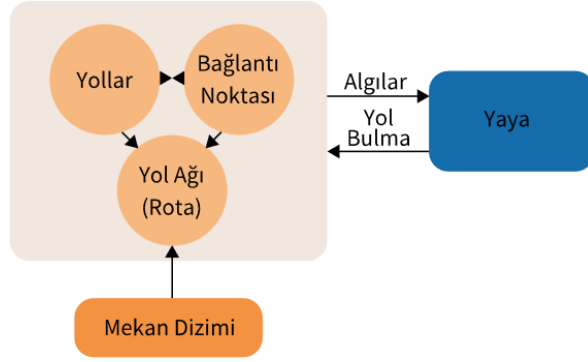 Yollar
Bağlantı
Noktası
Yol Ağı
(Rota)
Algılar
Yol
Bulma
Yaya
Mekan Dizimi